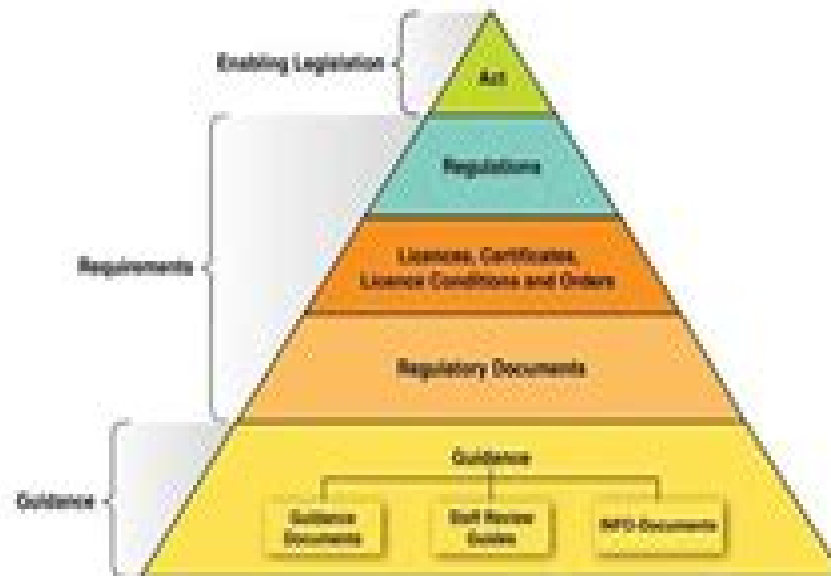 Enabling Legislation
Act
Regulations
Requirements
Licences, Certificates,
Licence Conditions and Orders
Regulatory Documents
Guidance
Guidance
Guidance
Documents
Staff Review
Guides
INFO-Documents